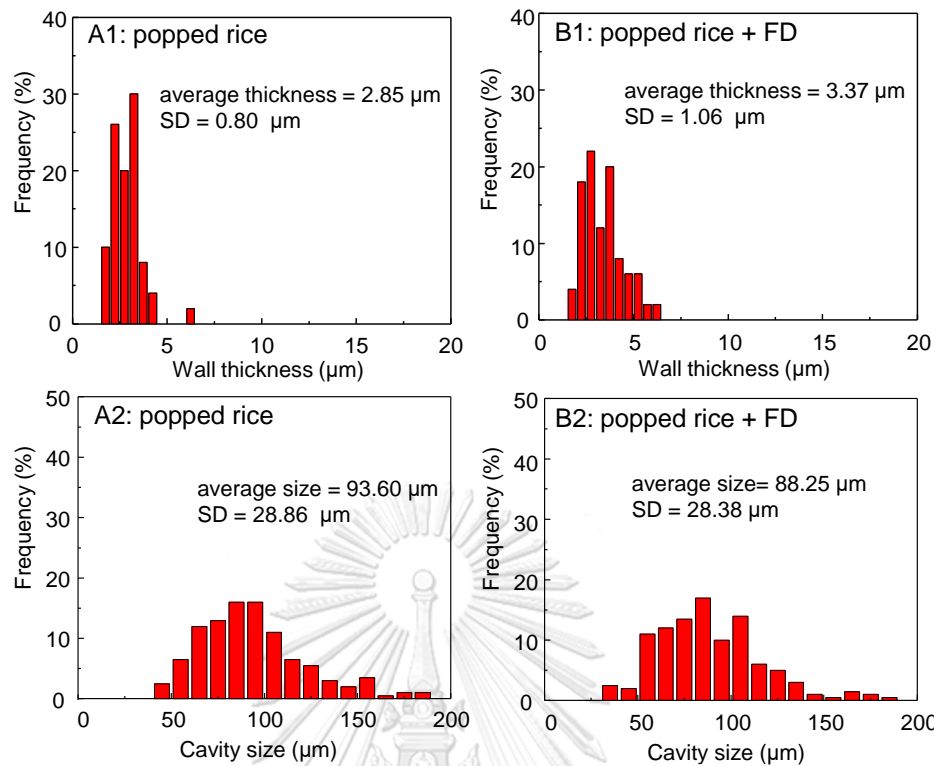 A1: popped rice
average thickness = 2.85 µm
SD = 0.80 µm
Frequency (%)
40
30
20
10
0
0 5 10 15 20
Wall thickness (µm)
B1: popped rice + FD
average thickness = 3.37 µm
SD = 1.06 µm
Frequency (%)
40
30
20
10
0
0 5 10 15 20
Wall thickness (µm)
A2: popped rice
average size = 93.60 µm
SD = 28.86 µm
Frequency (%)
50
40
30
20
10
0
0 50 100 150 200
Cavity size (µm)
B2: popped rice + FD
average size= 88.25 µm
SD = 28.38 µm
Frequency (%)
50
40
30
20
10
0
0 50 100 150 200
Cavity size (µm)